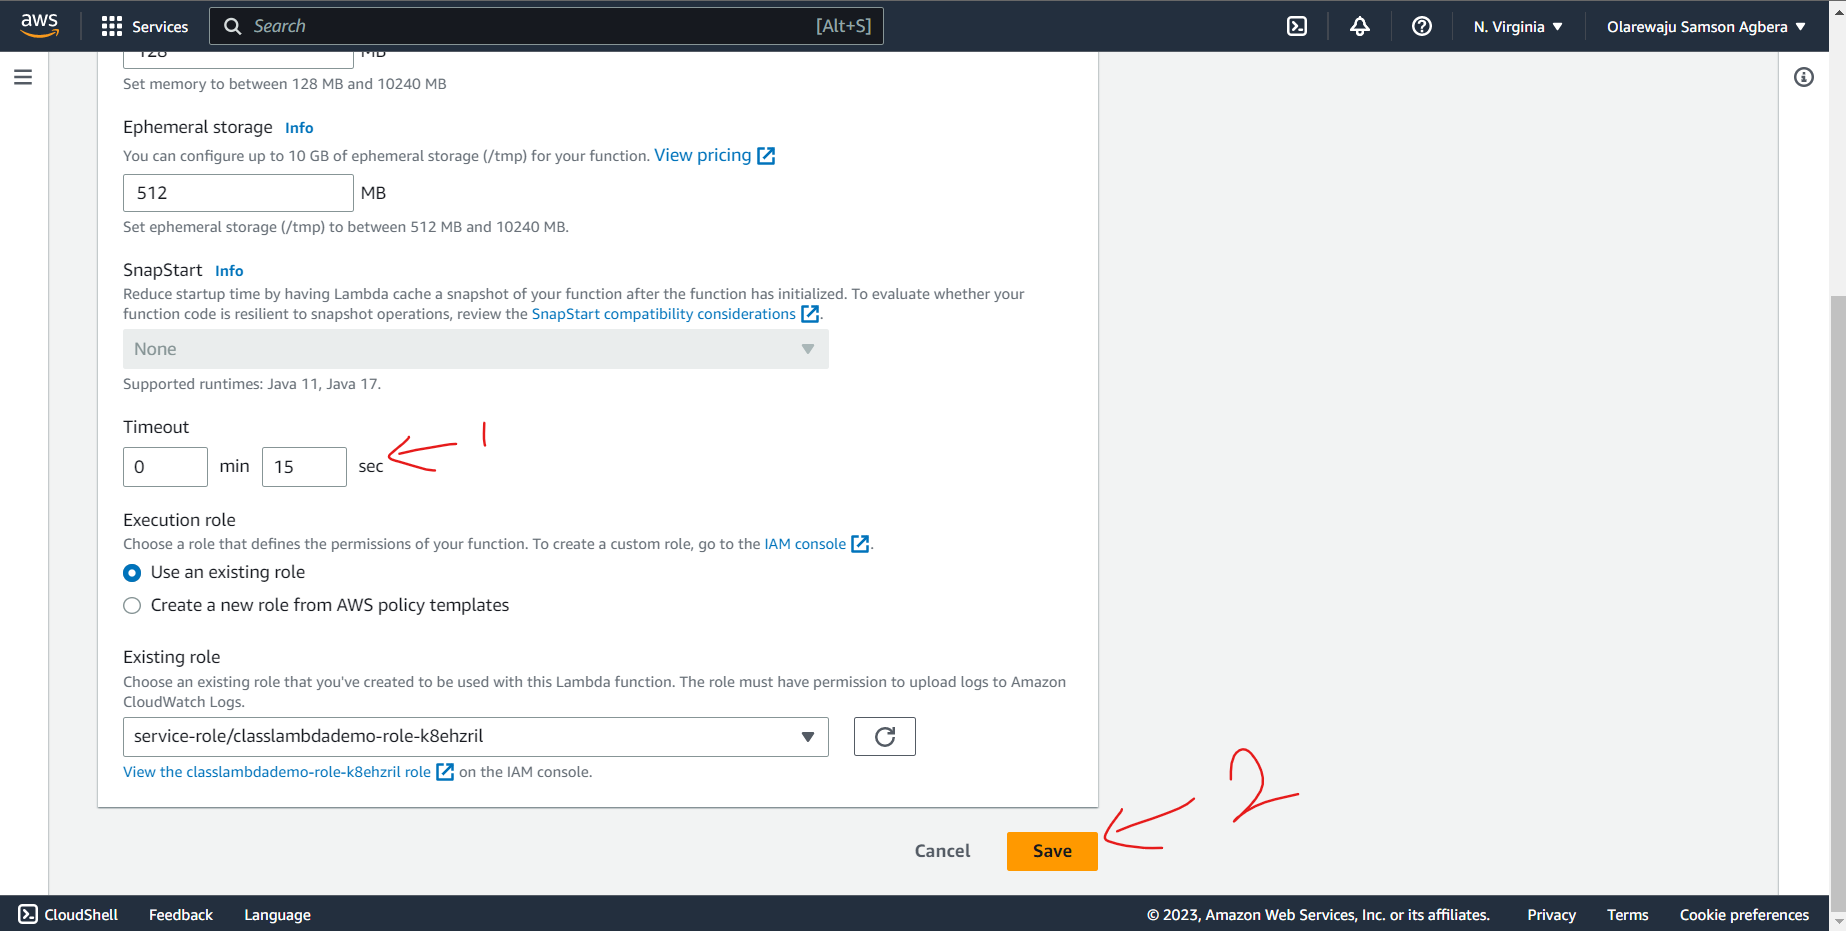 aws
Services
Search
[Alt+S]
N. Virginia
Olarewaju Samson Agbera
128 MB
Set memory to between 128 MB and 10240 MB
Ephemeral storage Info
You can configure up to 10 GB of ephemeral storage (/tmp) for your function. View pricing
512 MB
Set ephemeral storage (/tmp) to between 512 MB and 10240 MB.
SnapStart Info
Reduce startup time by having Lambda cache a snapshot of your function after the function has initialized. To evaluate whether your
function code is resilient to snapshot operations, review the SnapStart compatibility considerations.
None
Supported runtimes: Java 11, Java 17.
Timeout
0 min 15 sec
1
Execution role
Choose a role that defines the permissions of your function. To create a custom role, go to the IAM console.
Use an existing role
Create a new role from AWS policy templates
Existing role
Choose an existing role that you've created to be used with this Lambda function. The role must have permission to upload logs to Amazon
CloudWatch Logs.
service-role/classlambdademo-role-k8ehzril
View the classlambdademo-role-k8ehzril role on the IAM console.
2
Cancel
Save
CloudShell
Feedback
Language
© 2023, Amazon Web Services, Inc. or its affiliates.
Privacy
Terms
Cookie preferences